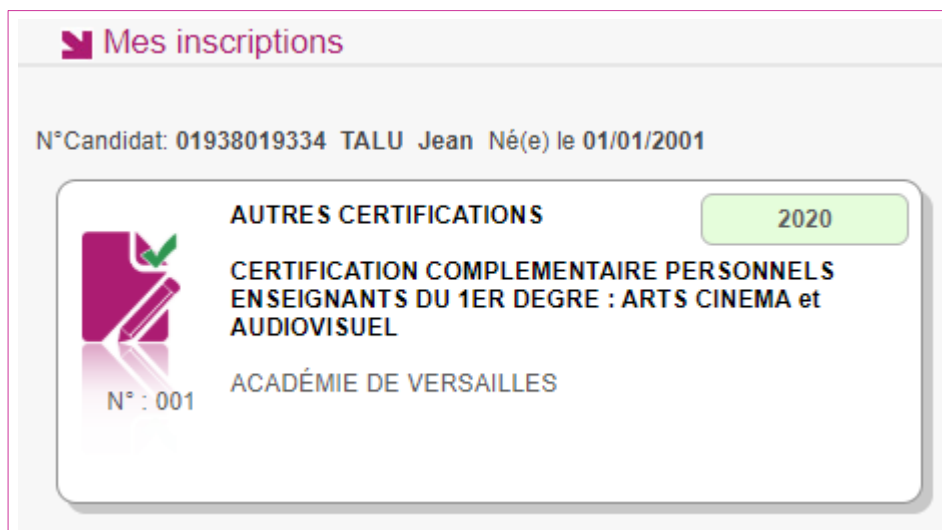 Mes inscriptions
N°Candidat: 01938019334 TALU Jean Né(e) le 01/01/2001
AUTRES CERTIFICATIONS
2020
CERTIFICATION COMPLEMENTAIRE PERSONNELS
ENSEIGNANTS DU 1ER DEGRE : ARTS CINEMA et
AUDIOVISUEL
ACADÉMIE DE VERSAILLES
N° : 001